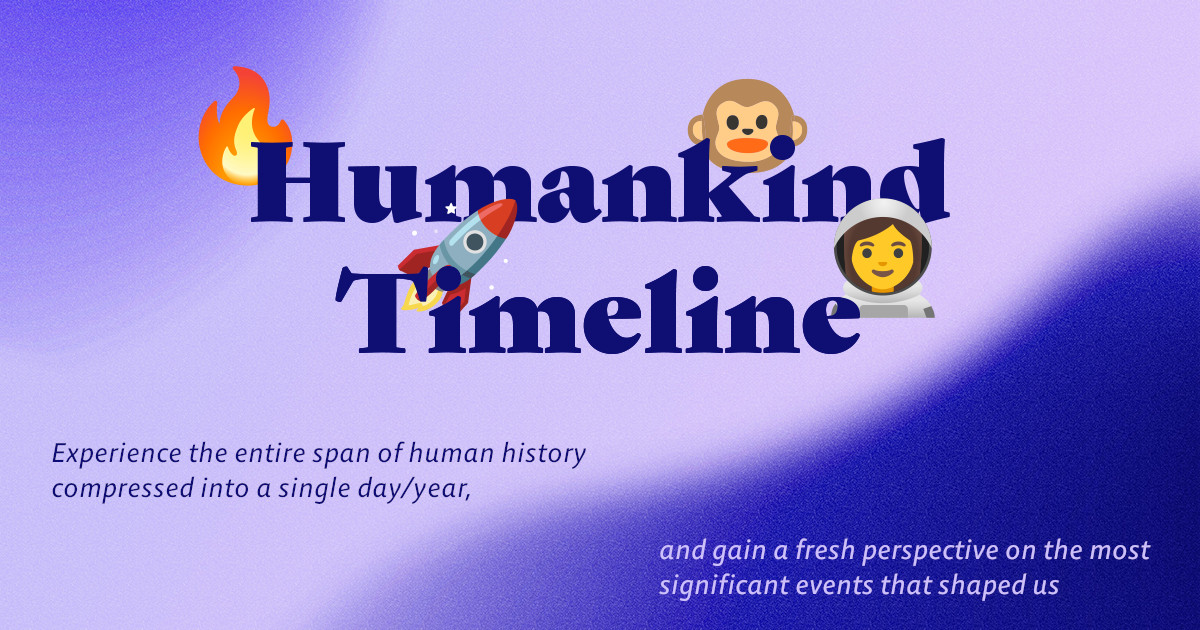 Humankind
Timeline
Experience the entire span of human history
compressed into a single day/year,
and gain a fresh perspective on the most
significant events that shaped us